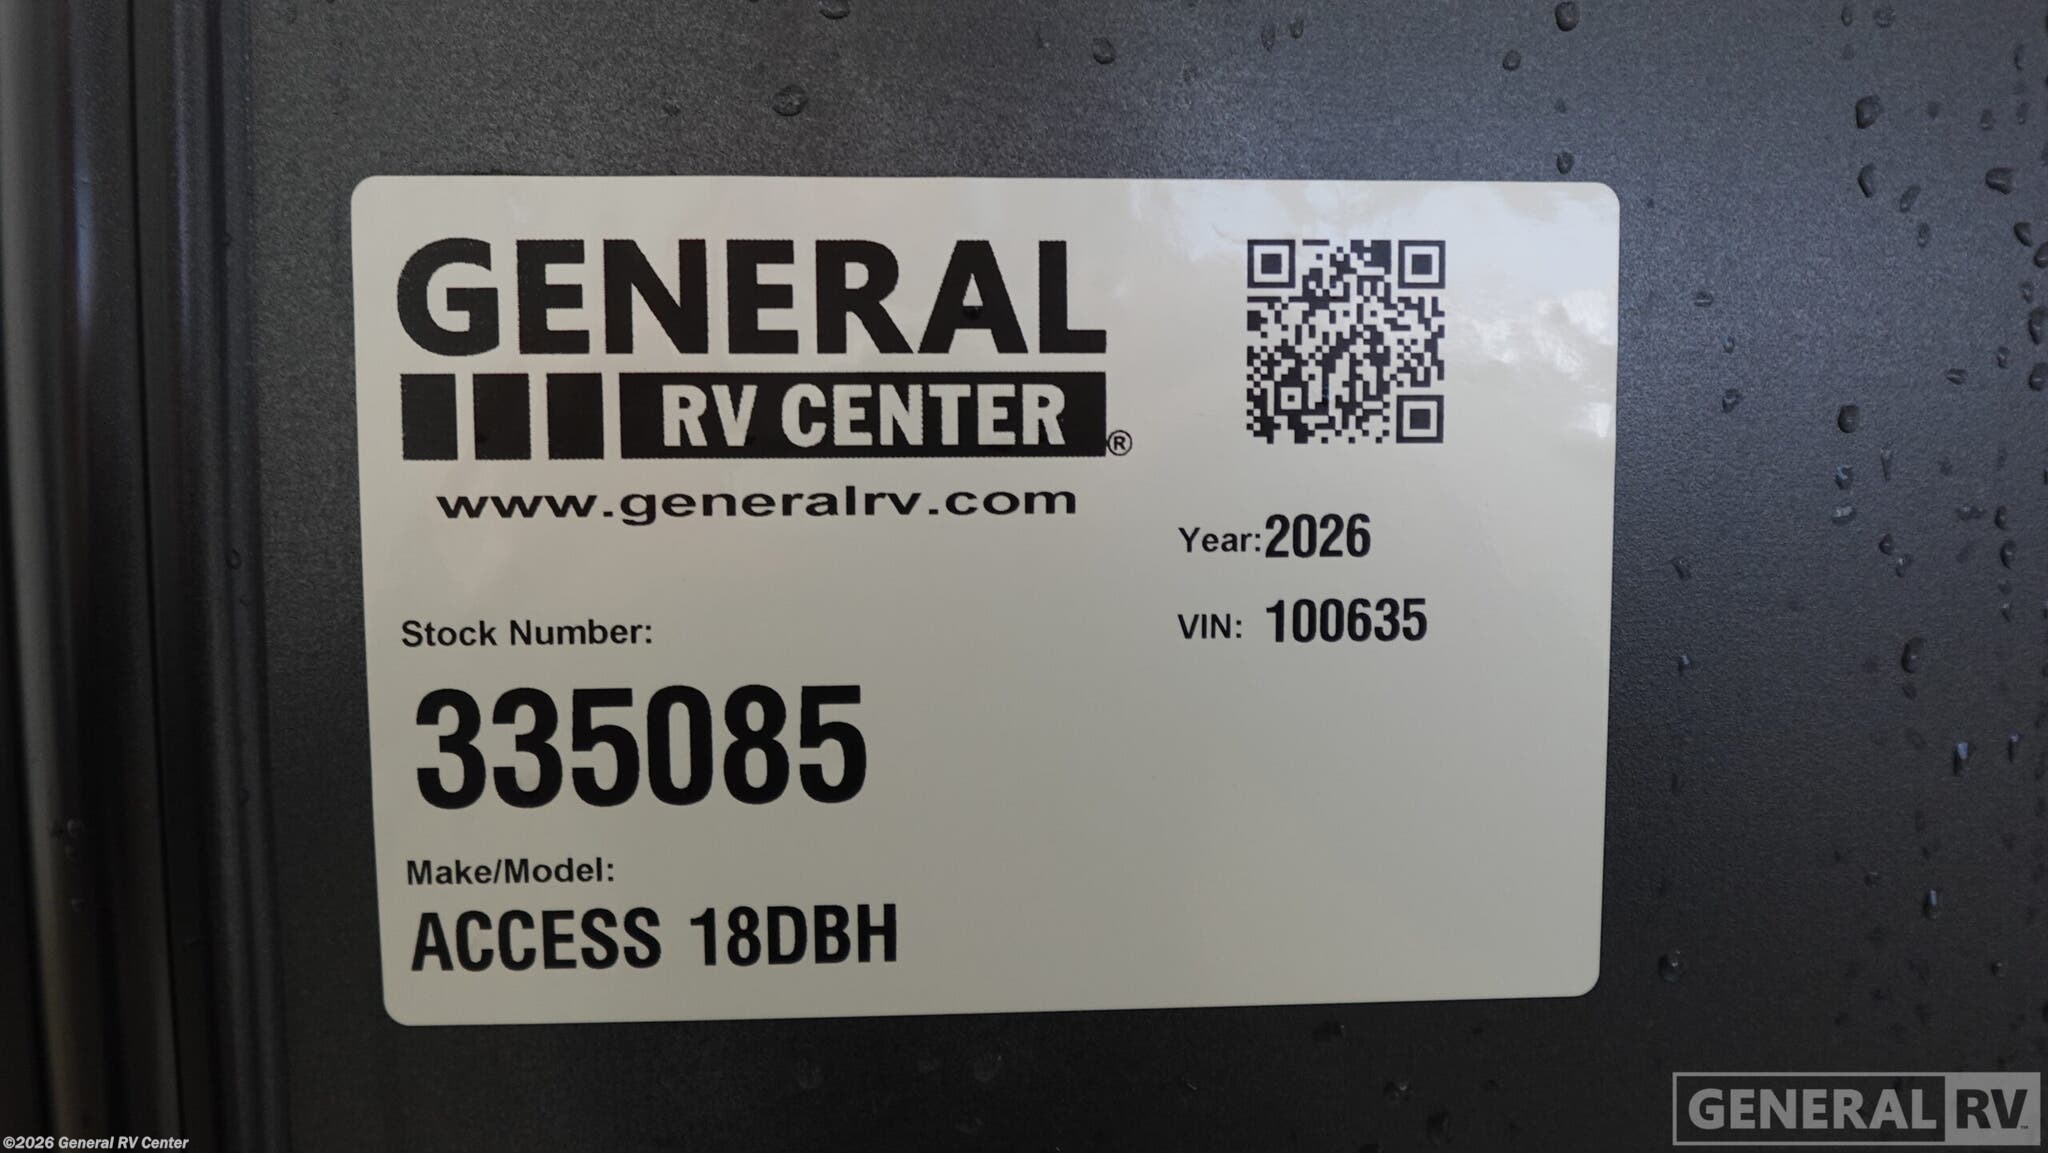 GENERAL
RV CENTER®
www.generalrv.com
Year: 2026
VIN: 100635
Stock Number:
335085
Make/Model:
ACCESS 18DBH
GENERAL RV™
©2026 General RV Center